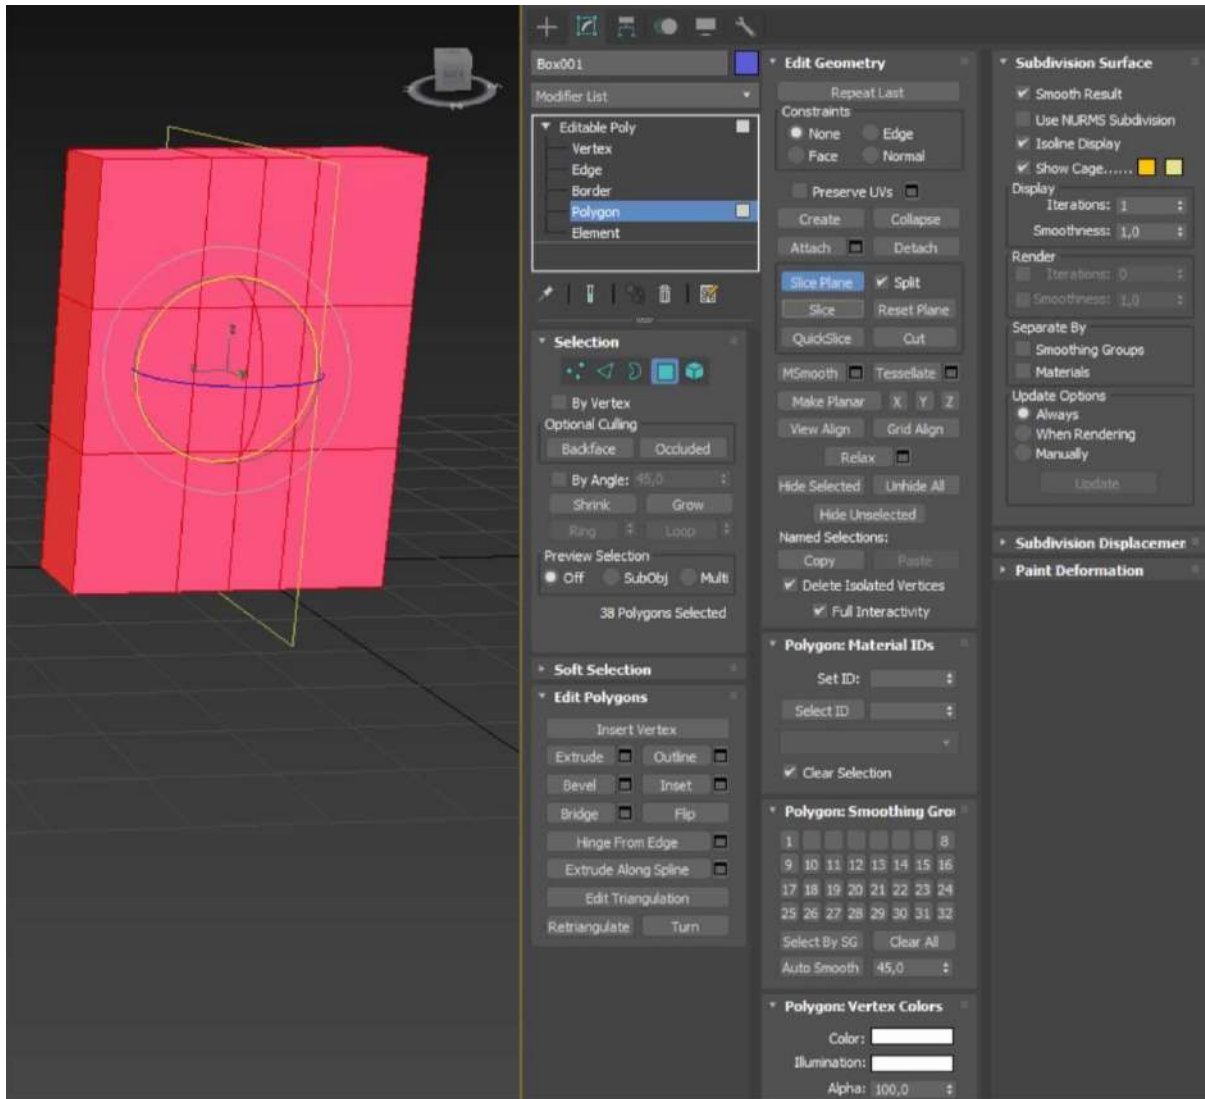 Box001
Modifier List
Editable Poly
Vertex
Edge
Border
Polygon
Element
Selection
By Vertex
Optional Culling
Backface Occluded
By Angle: 45,0
Shrink Grow
Ring Loop
Preview Selection
Off SubObj Multi
38 Polygons Selected
Soft Selection
Edit Polygons
Insert Vertex
Extrude Outline
Bevel Inset
Bridge Flip
Hinge From Edge
Extrude Along Spline
Edit Triangulation
Retriangulate Turn
Edit Geometry
Repeat Last
Constraints
None Edge
Face Normal
Preserve UVs
Create Collapse
Attach Detach
Slice Plane Split
Slice Reset Plane
QuickSlice Cut
MSmooth Tessellate
Make Planar X Y Z
View Align Grid Align
Relax
Hide Selected Unhide All
Hide Unselected
Named Selections:
Copy Paste
Delete Isolated Vertices
Full Interactivity
Polygon: Material IDs
Set ID:
Select ID
Clear Selection
Polygon: Smoothing Grou
1 8
9 10 11 12 13 14 15 16
17 18 19 20 21 22 23 24
25 26 27 28 29 30 31 32
Select By SG Clear All
Auto Smooth 45,0
Polygon: Vertex Colors
Color:
Illumination:
Alpha: 100,0
Subdivision Surface
Smooth Result
Use NURMS Subdivision
Isoline Display
Show Cage......
Display
Iterations: 1
Smoothness: 1,0
Render
Iterations: 0
Smoothness: 1,0
Separate By
Smoothing Groups
Materials
Update Options
Always
When Rendering
Manually
Update
Subdivision Displacemen
Paint Deformation